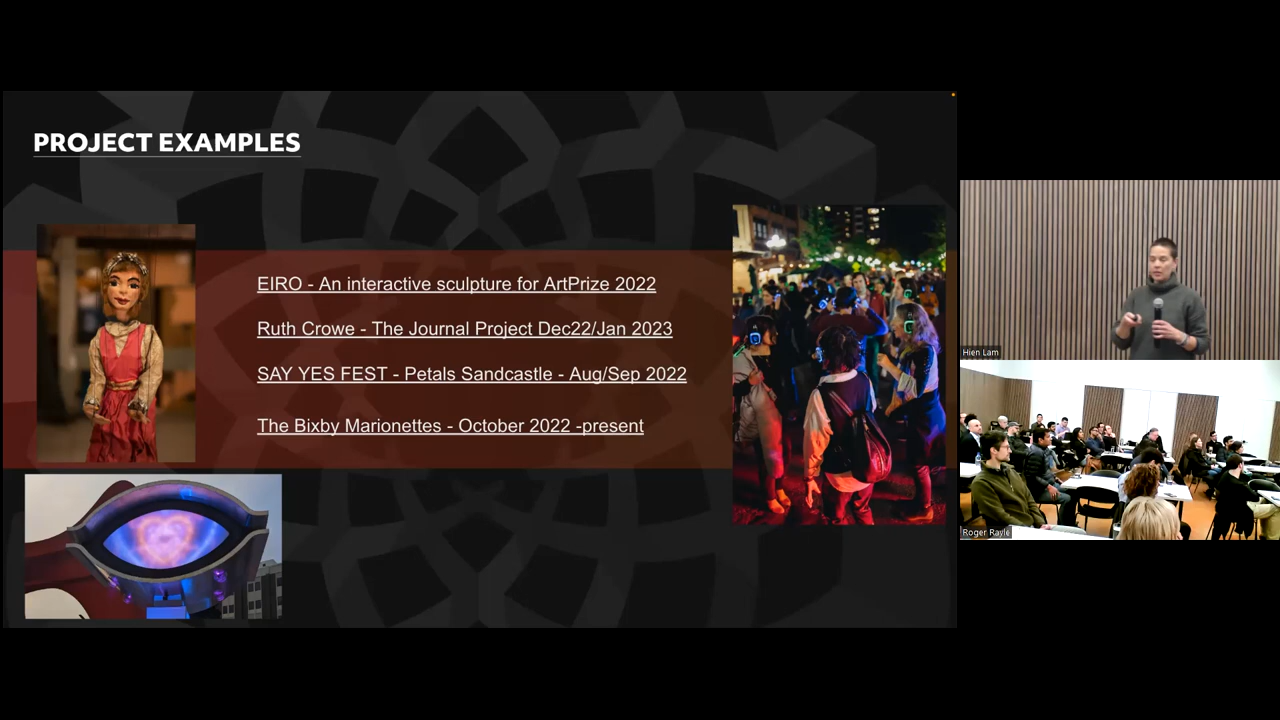 PROJECT EXAMPLES
EIRO - An interactive sculpture for ArtPrize 2022
Ruth Crowe - The Journal Project Dec22/Jan 2023
SAY YES FEST - Petals Sandcastle - Aug/Sep 2022
The Bixby Marionettes - October 2022 -present
Hien Lam
Roger Rayle